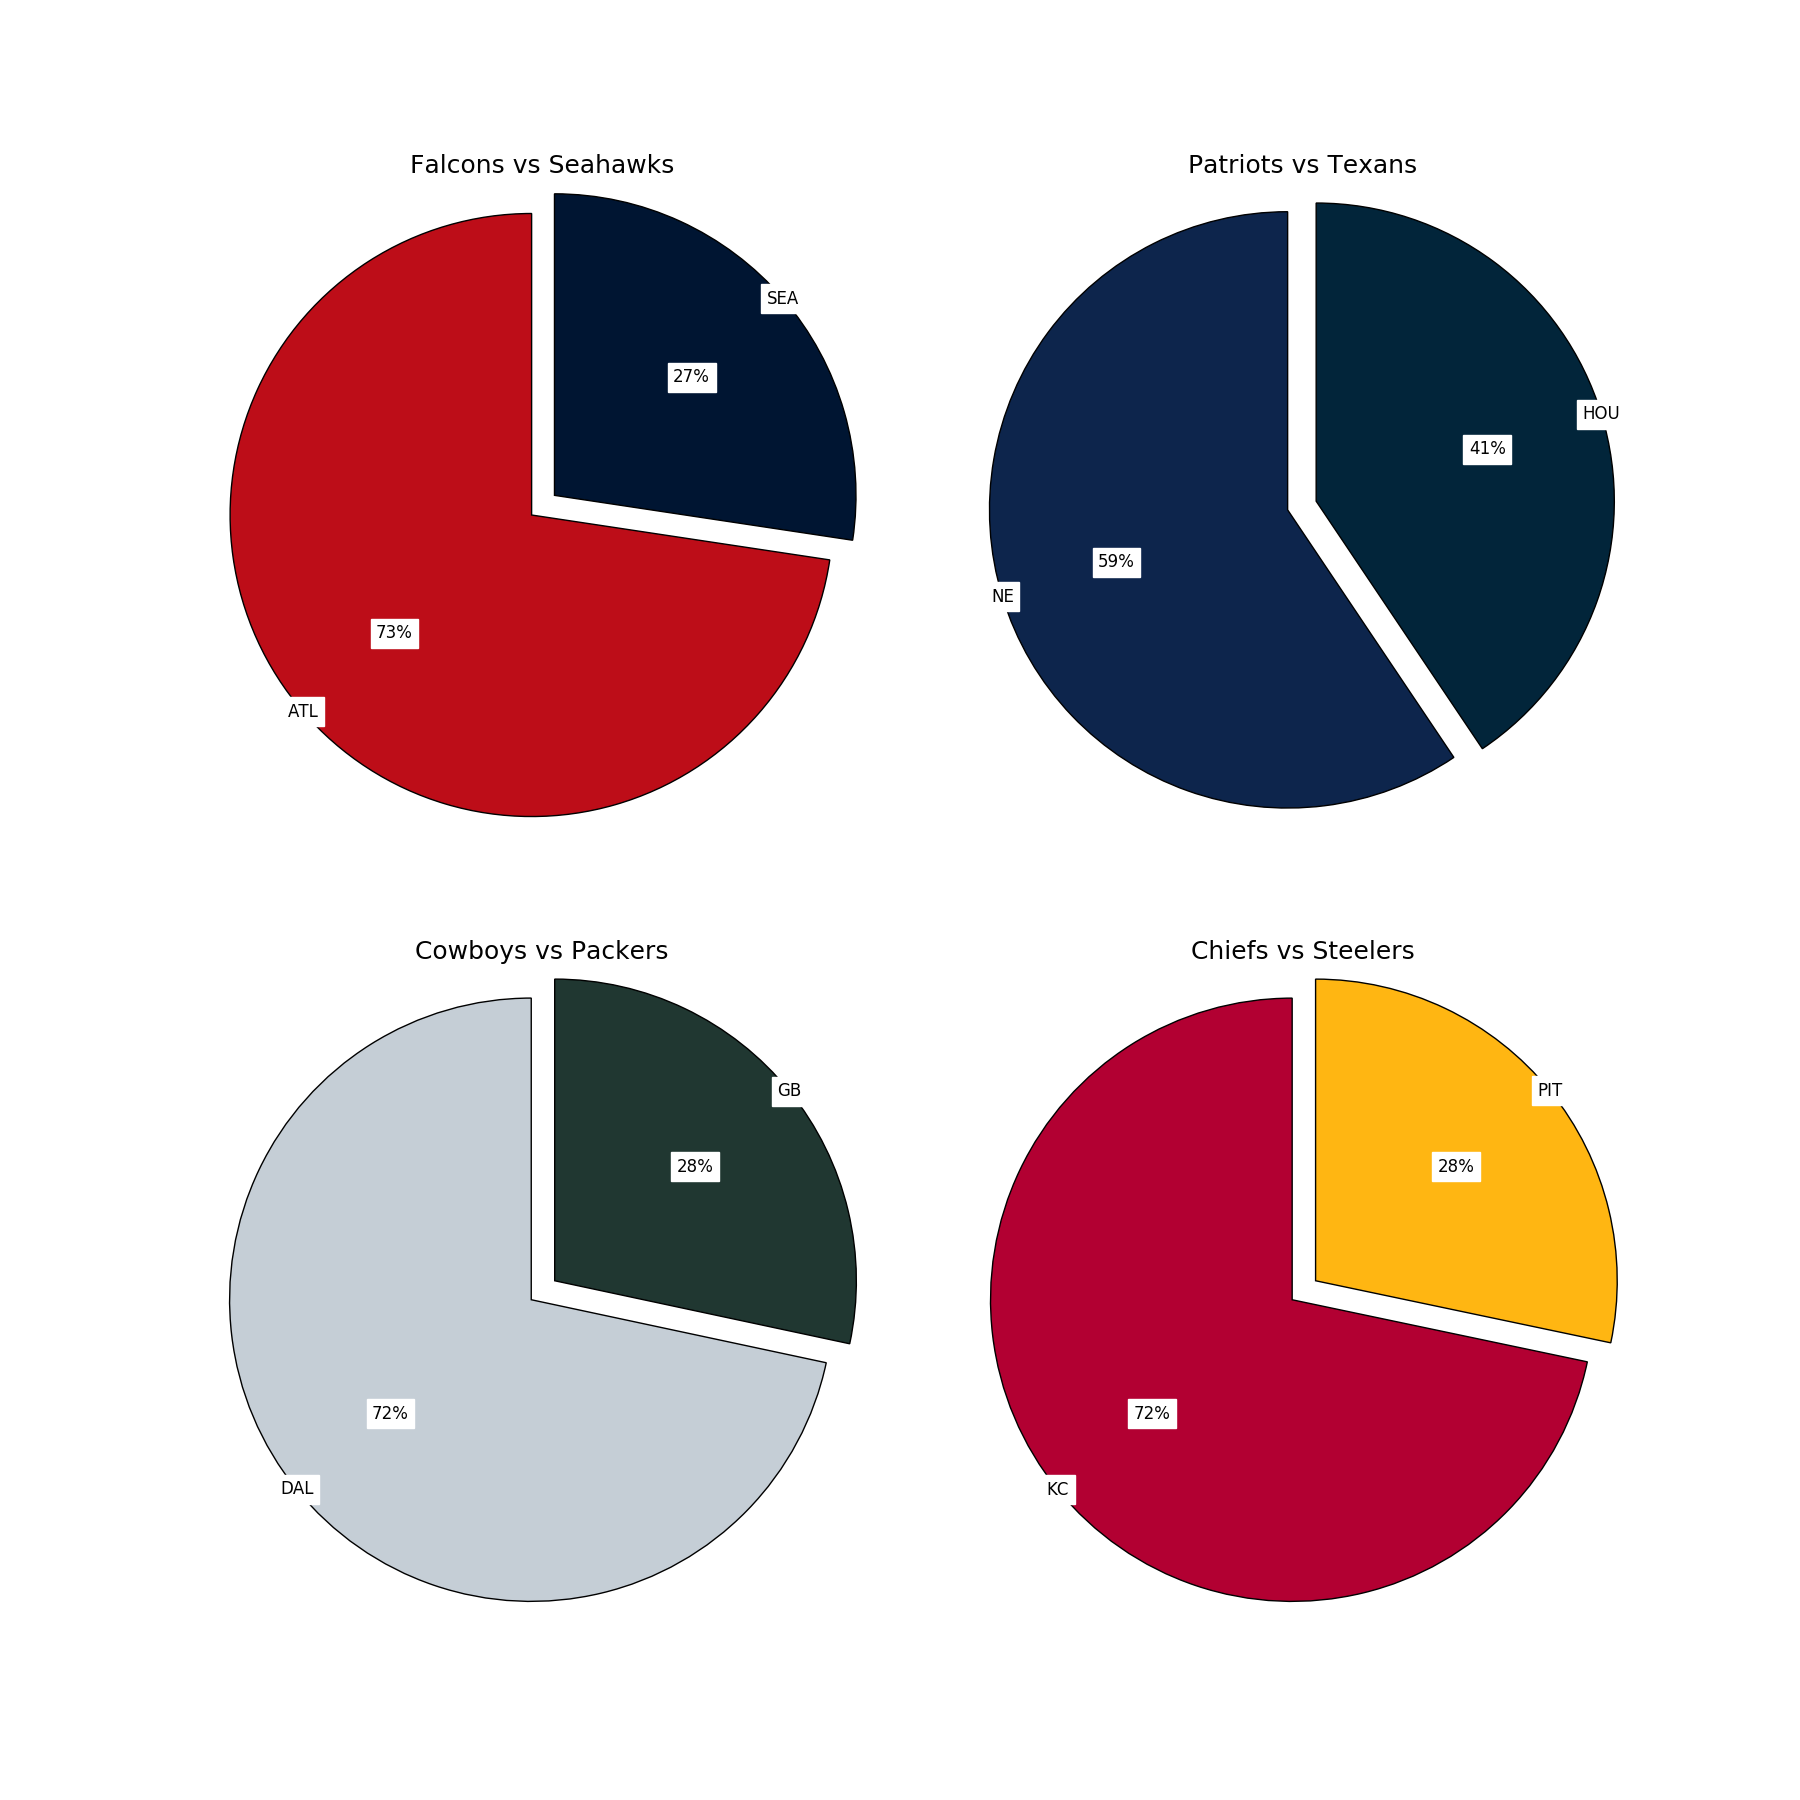 Falcons vs Seahawks
SEA
27%
73%
ATL
Patriots vs Texans
HOU
41%
59%
NE
Cowboys vs Packers
GB
28%
72%
DAL
Chiefs vs Steelers
PIT
28%
72%
KC